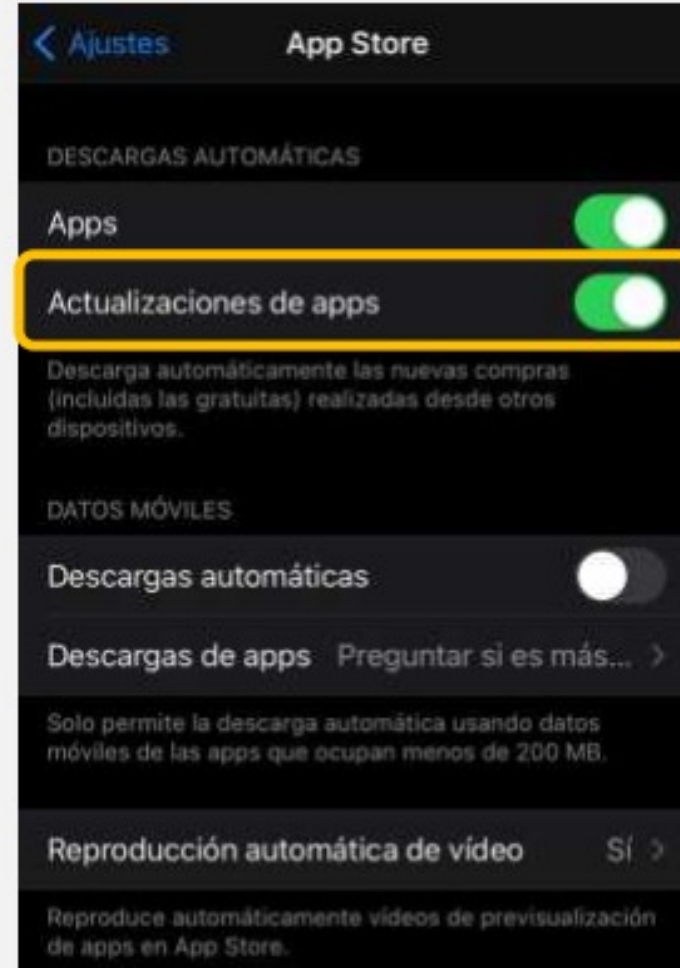 Ajustes
App Store
DESCARGAS AUTOMÁTICAS
Apps
Actualizaciones de apps
Descarga automáticamente las nuevas compras
(incluidas las gratuitas) realizadas desde otros
dispositivos.
DATOS MÓVILES
Descargas automáticas
Descargas de apps Preguntar si es más...
Solo permite la descarga automática usando datos
móviles de las apps que ocupan menos de 200 MB.
Reproducción automática de vídeo Sí
Reproduce automáticamente vídeos de previsualización
de apps en App Store.